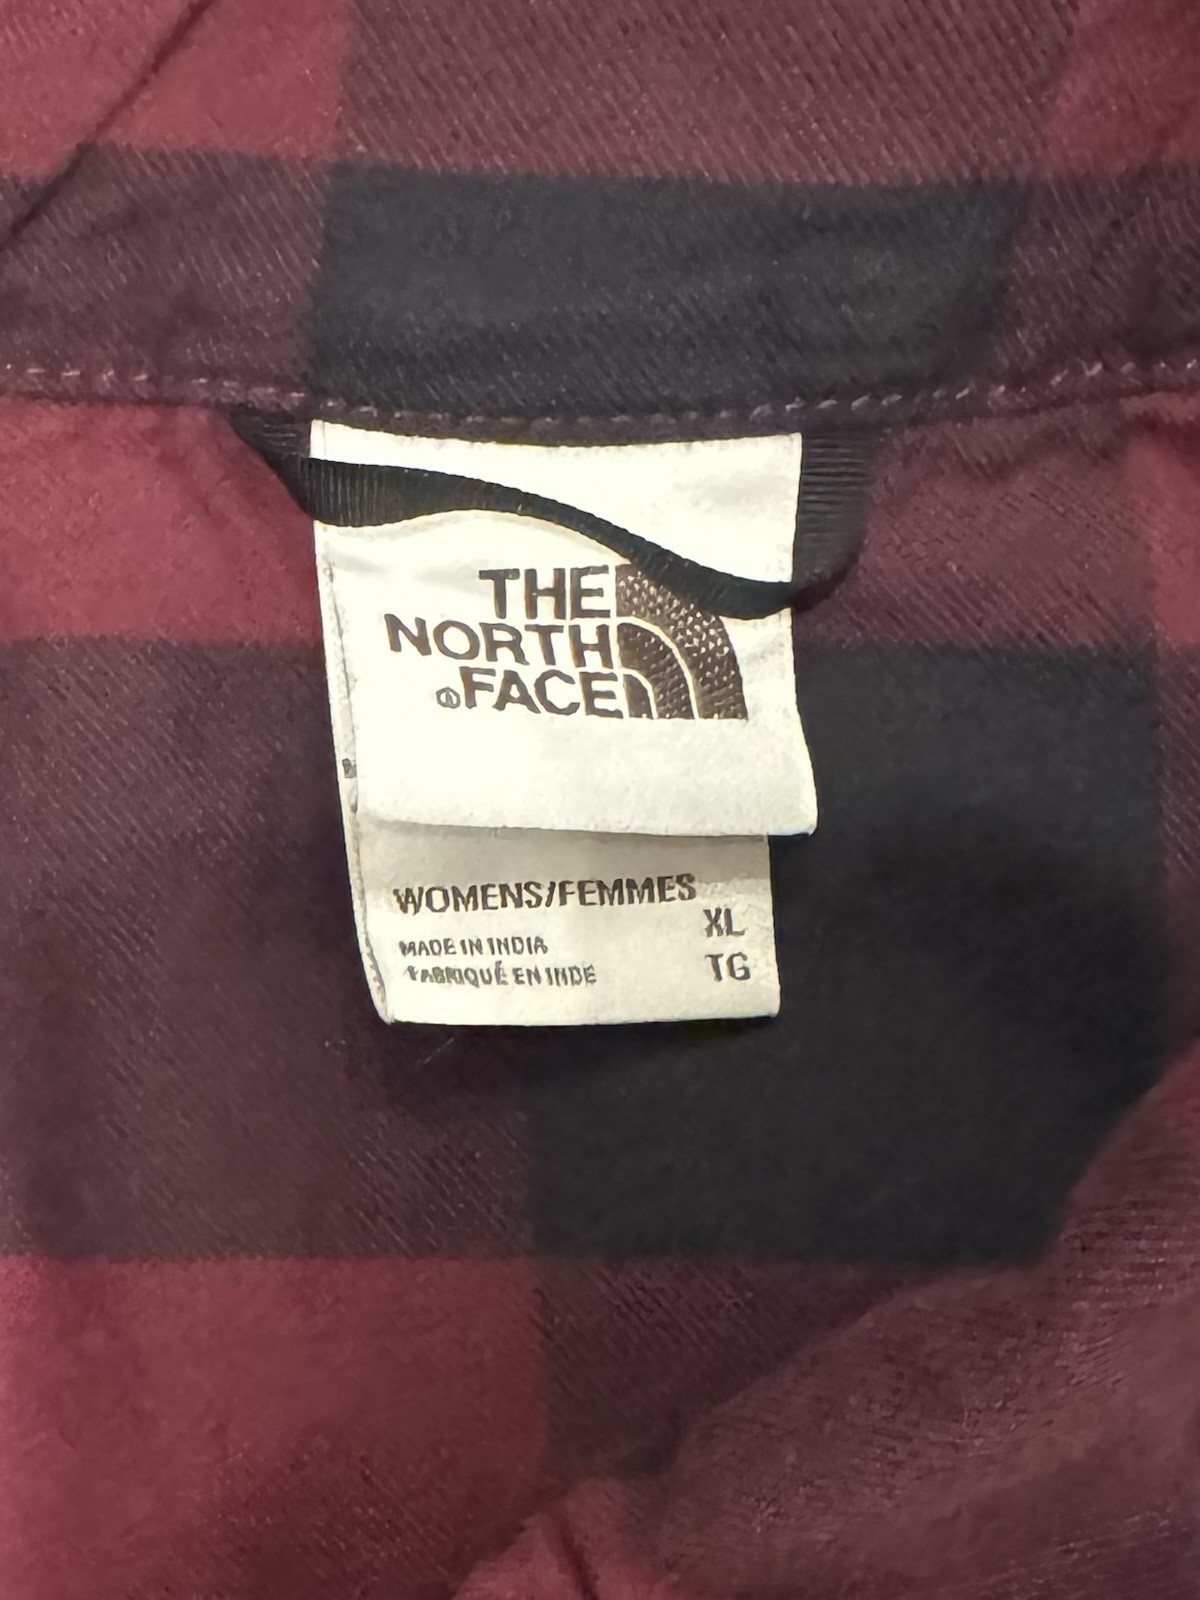 THE
NORTH
FACE
WOMENS/FEMMES
XL
MADE IN INDIA
TG
FABRIQUÉ EN INDE